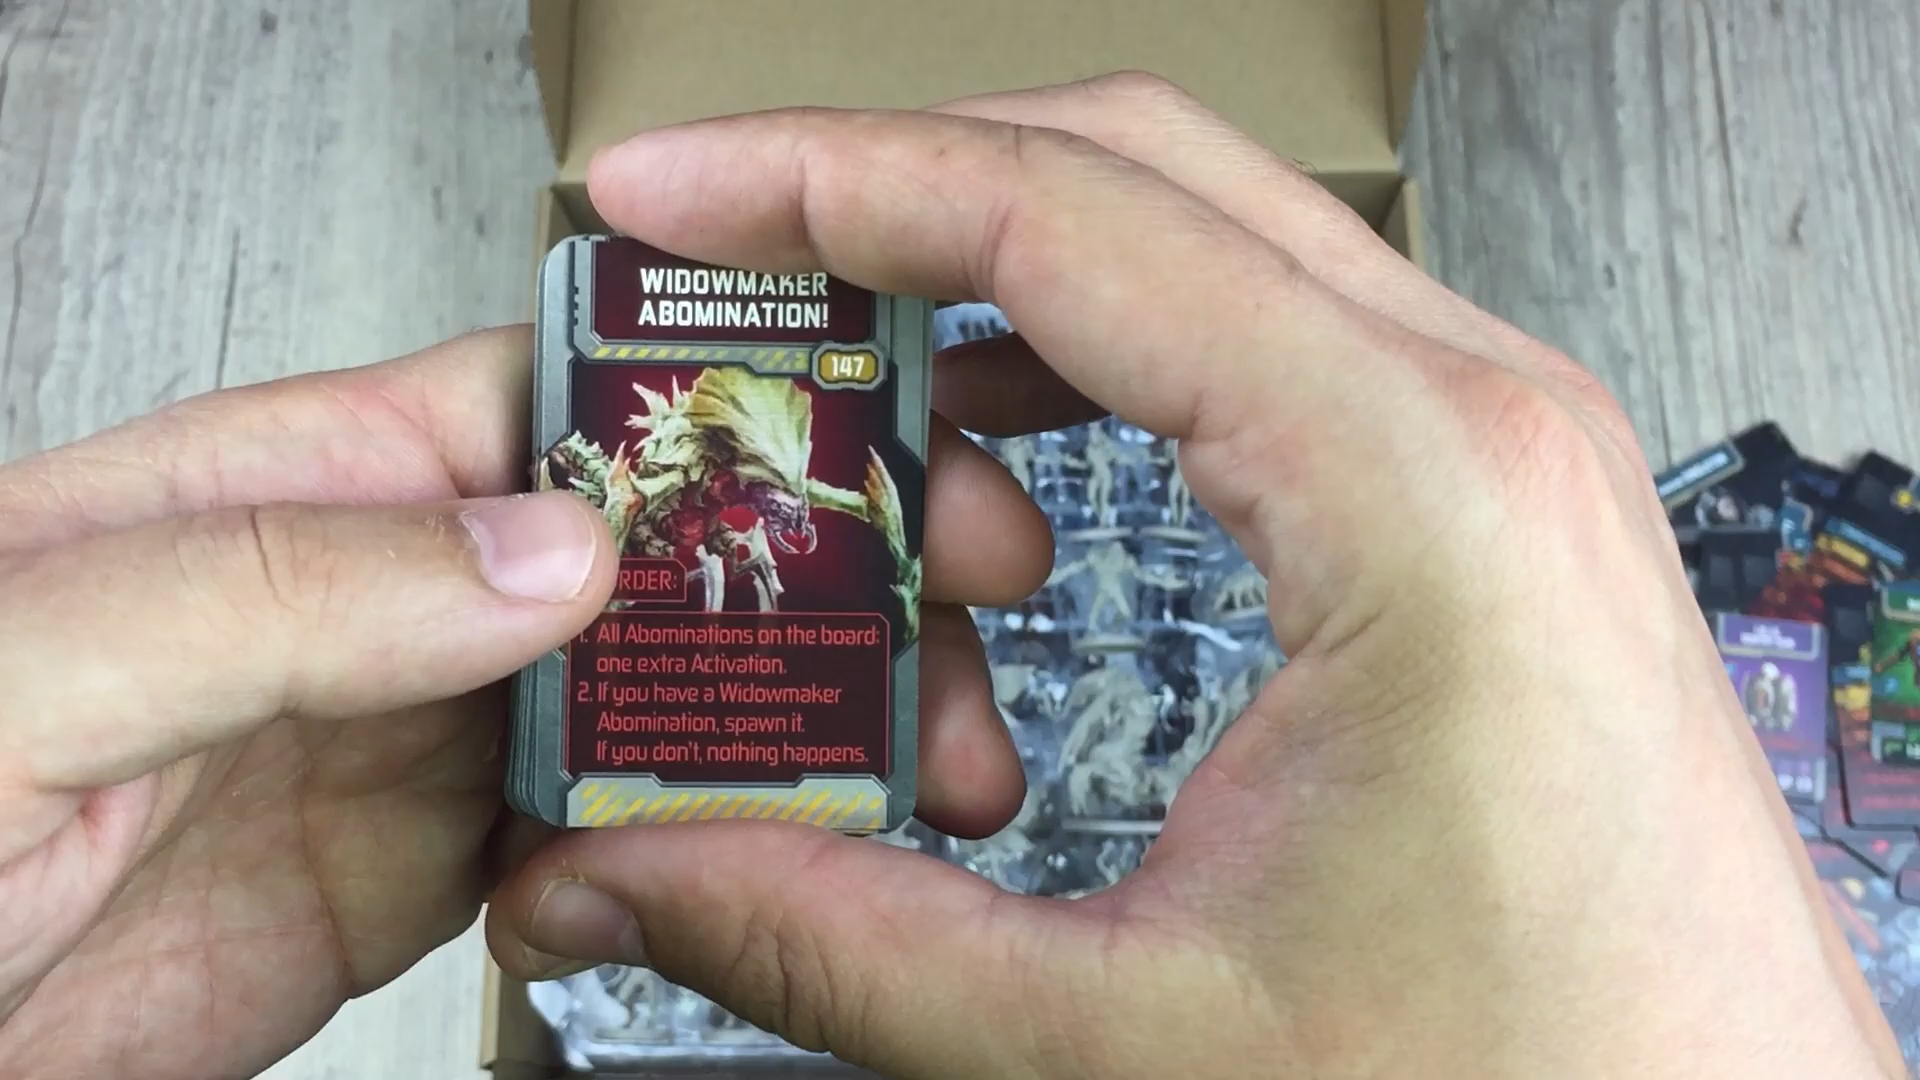 WIDOWMAKER
ABOMINATION!
147
RDER:
1. All Abominations on the board:
one extra Activation.
2. If you have a Widowmaker
Abomination, spawn it.
If you don't, nothing happens.